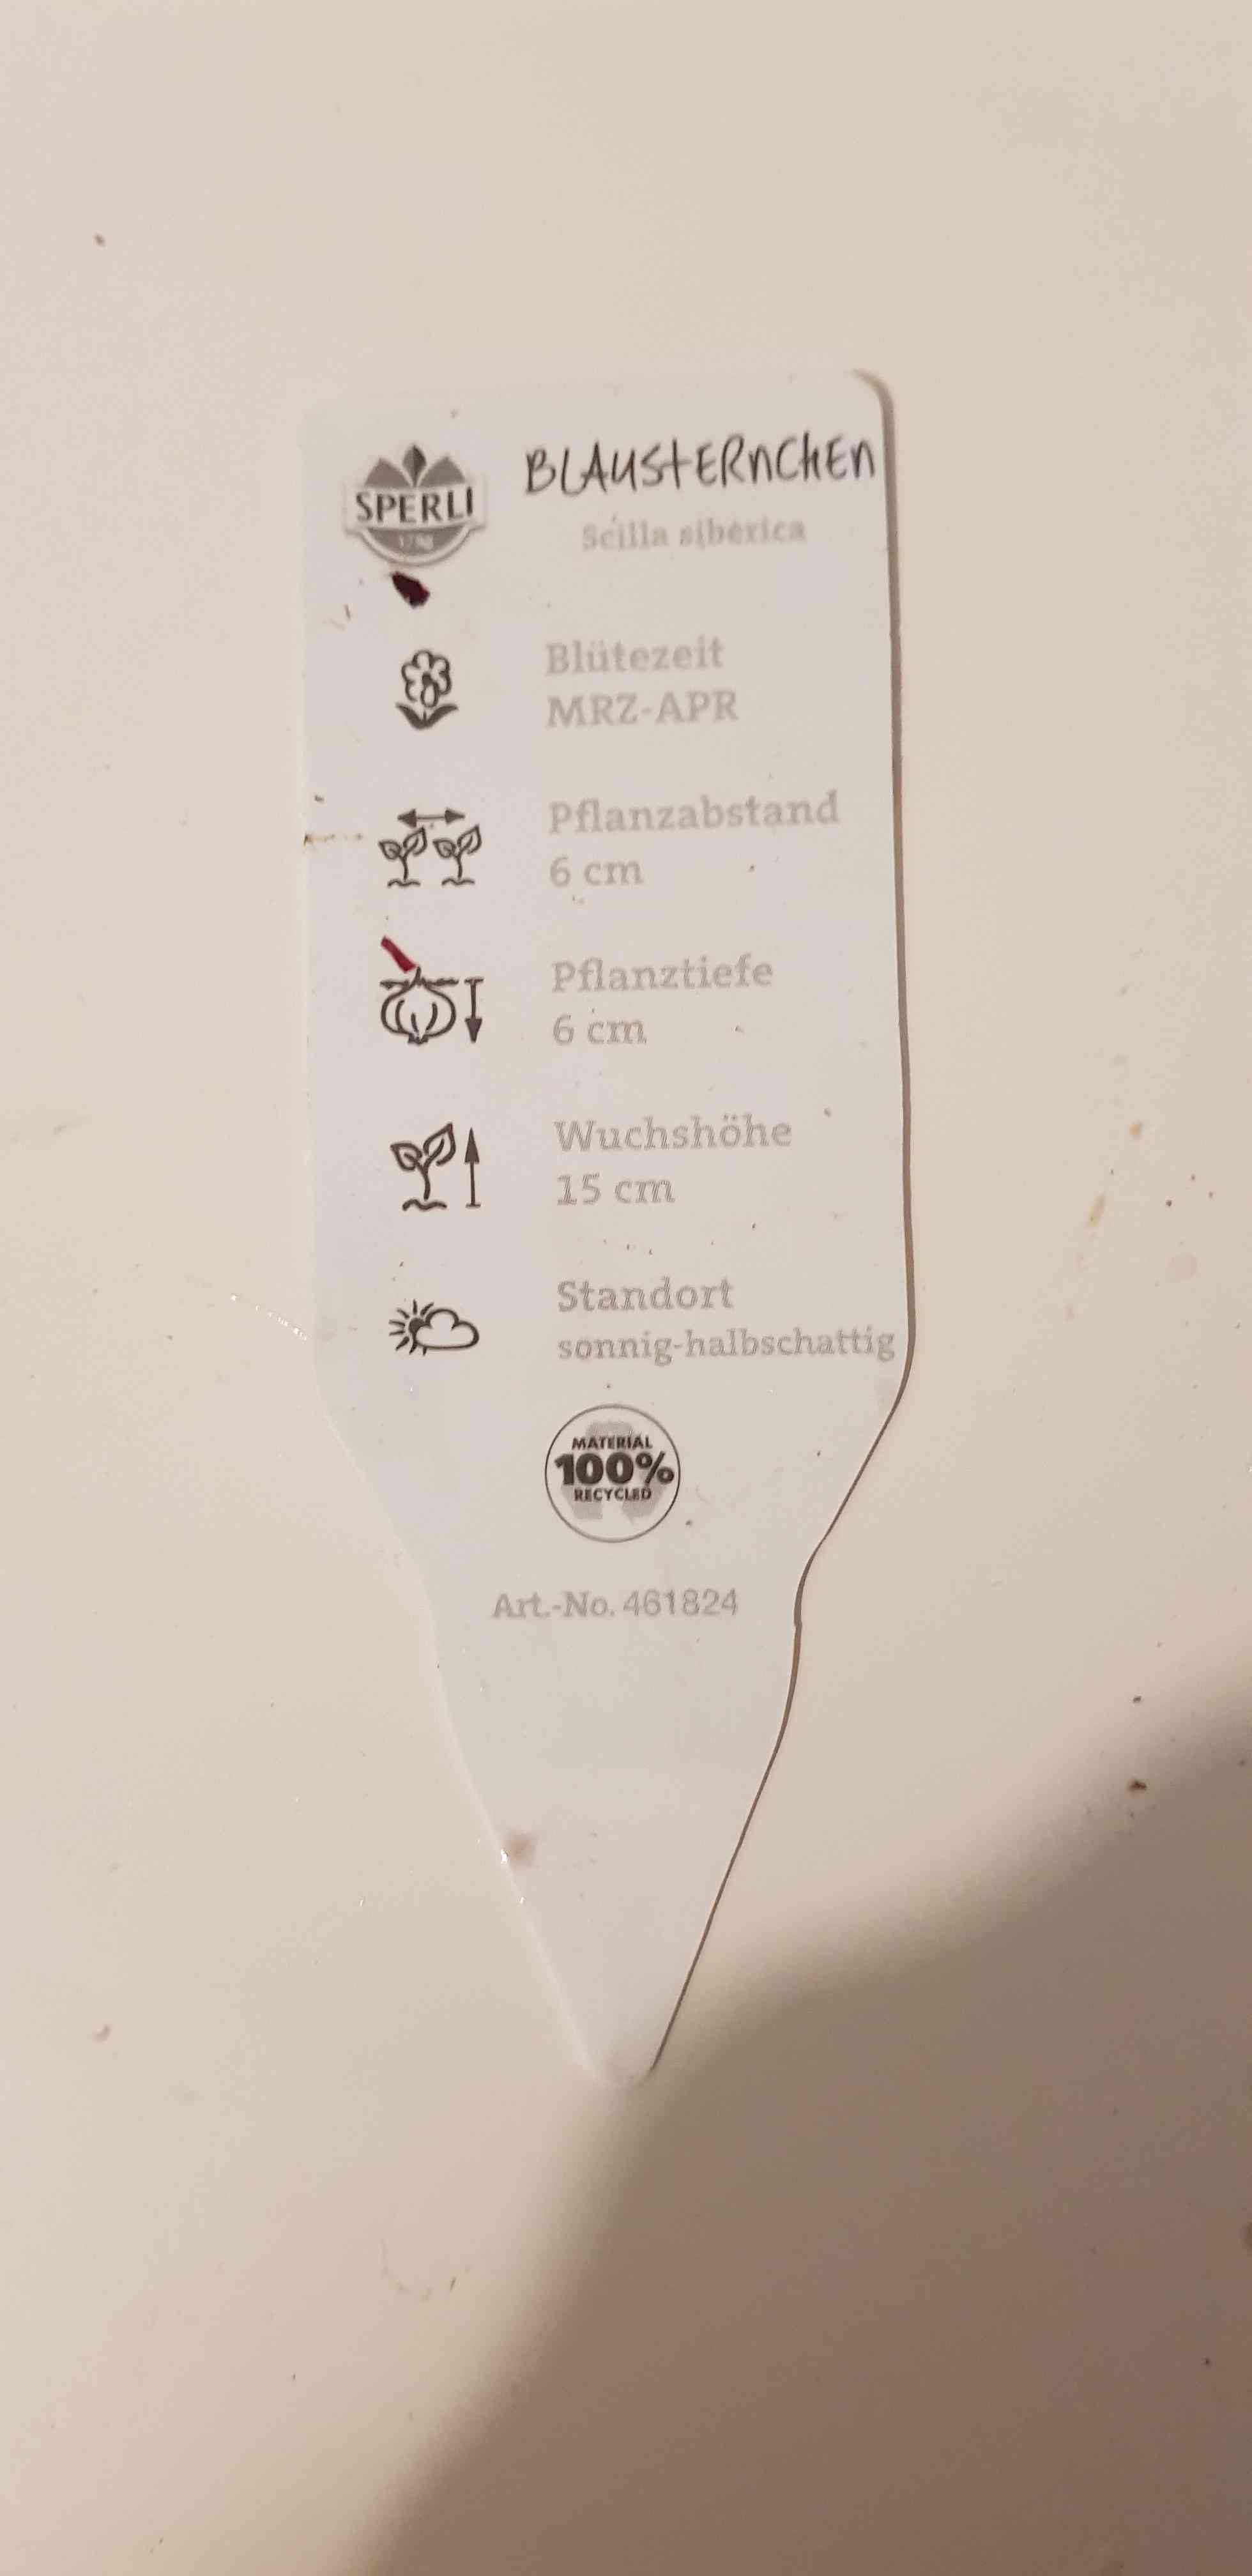 SPERLI
BLAUSTERNCHEN
Scilla siberica
Blütezeit
MRZ-APR
Pflanzabstand
6 cm
Pflanztiefe
6 cm
Wuchshöhe
15 cm
Standort
sonnig-halbschattig
MATERIAL
100%
RECYCLED
Art.-No. 461824